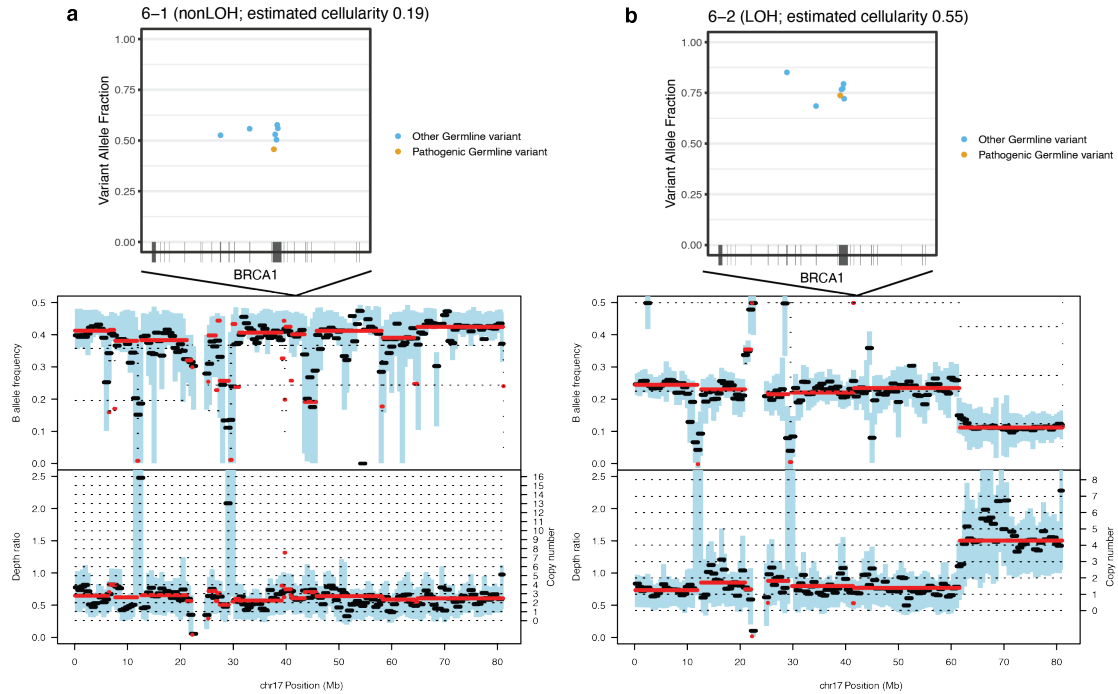 a
6−1 (nonLOH; estimated cellularity 0.19)
Variant Allele Fraction
1.00
0.75
0.50
0.25
0.00
Other Germline variant
Pathogenic Germline variant
BRCA1
B allele frequency
0.5
0.4
0.3
0.2
0.1
0.0
Depth ratio
2.5
2.0
1.5
1.0
0.5
0.0
16
15
14
13
12
11
10
9
8
7
6
5
4
3
2
1
0
Copy number
0 10 20 30 40 50 60 70 80
chr17 Position (Mb)
b
6−2 (LOH; estimated cellularity 0.55)
Variant Allele Fraction
1.00
0.75
0.50
0.25
0.00
Other Germline variant
Pathogenic Germline variant
BRCA1
B allele frequency
0.5
0.4
0.3
0.2
0.1
0.0
Depth ratio
2.5
2.0
1.5
1.0
0.5
0.0
8
7
6
5
4
3
2
1
0
Copy number
0 10 20 30 40 50 60 70 80
chr17 Position (Mb)